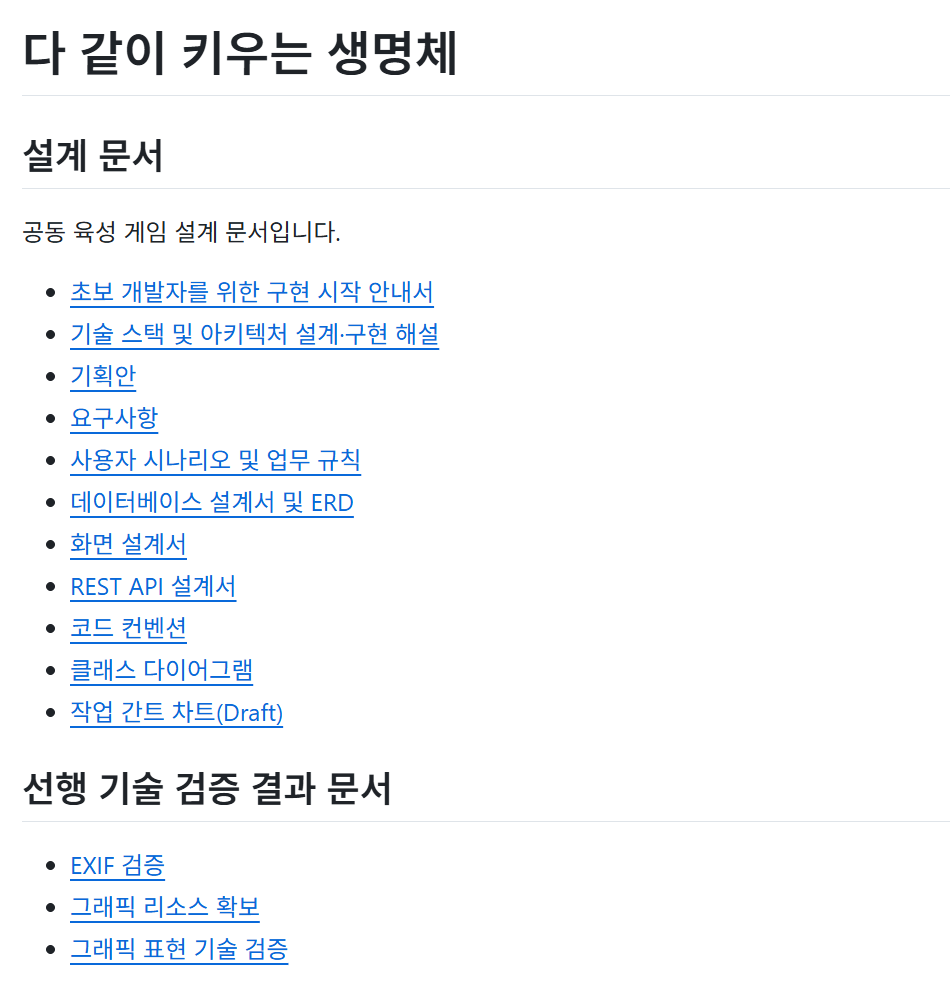 다 같이 키우는 생명체
설계 문서
공동 육성 게임 설계 문서입니다.
초보 개발자를 위한 구현 시작 안내서
기술 스택 및 아키텍처 설계·구현 해설
기획안
요구사항
사용자 시나리오 및 업무 규칙
데이터베이스 설계서 및 ERD
화면 설계서
REST API 설계서
코드 컨벤션
클래스 다이어그램
작업 간트 차트(Draft)
선행 기술 검증 결과 문서
EXIF 검증
그래픽 리소스 확보
그래픽 표현 기술 검증